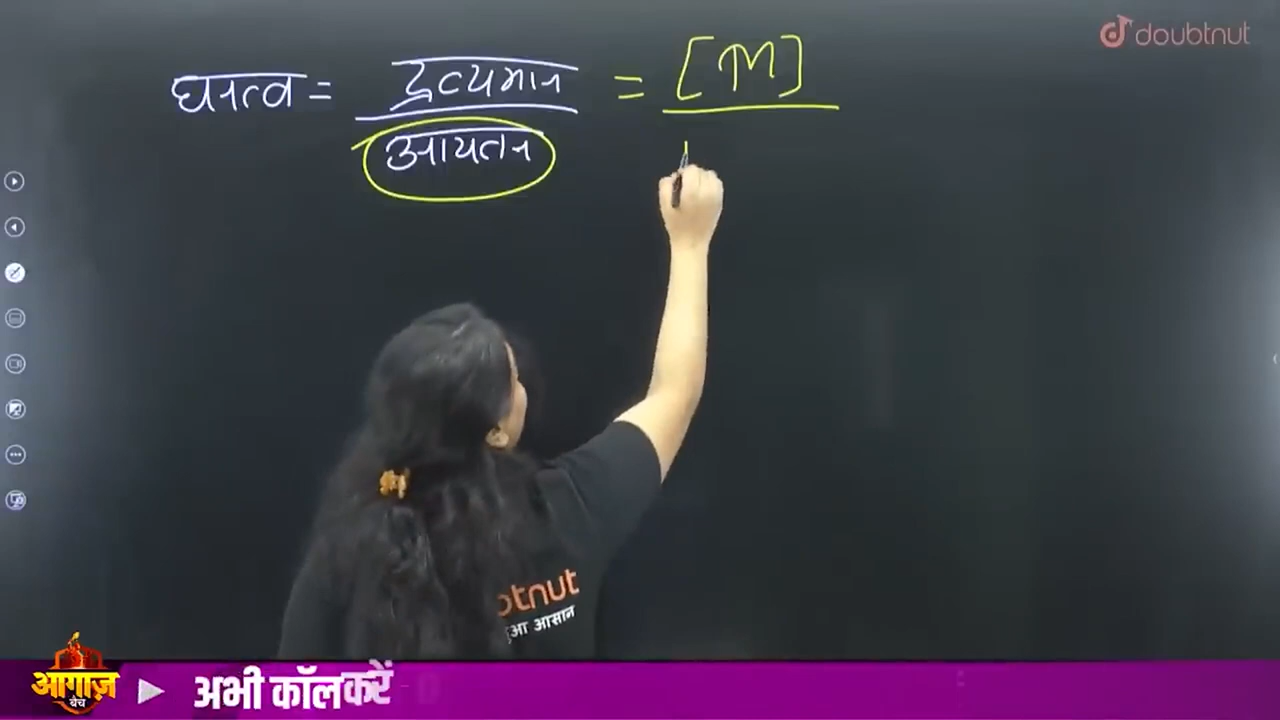 doubtnut
घनत्व = द्रव्यमान / आयतन = [M]
otnut
हुआ आसान
आगाज़
बैच
अभी कॉल करें